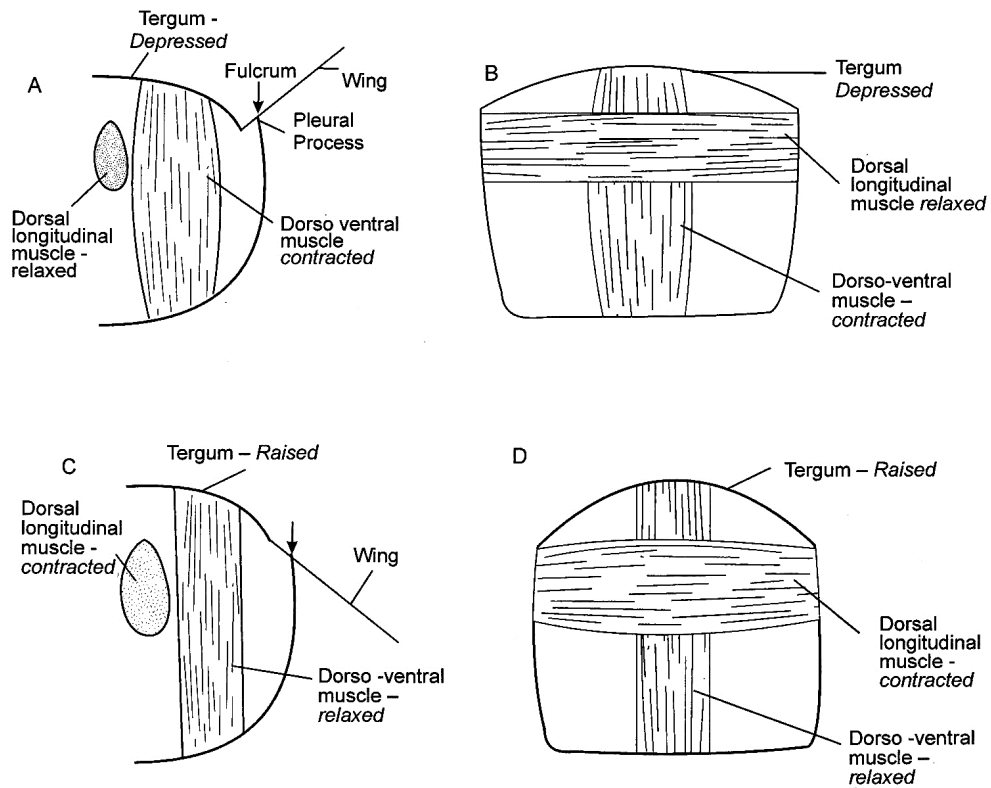 A
Tergum -
Depressed
Fulcrum
Wing
Pleural
Process
Dorsal
longitudinal
muscle -
relaxed
Dorso ventral
muscle
contracted
B
Tergum
Depressed
Dorsal
longitudinal
muscle relaxed
Dorso-ventral
muscle –
contracted
C
Tergum – Raised
Dorsal
longitudinal
muscle -
contracted
Wing
Dorso -ventral
muscle –
relaxed
D
Tergum – Raised
Dorsal
longitudinal
muscle -
contracted
Dorso -ventral
muscle –
relaxed